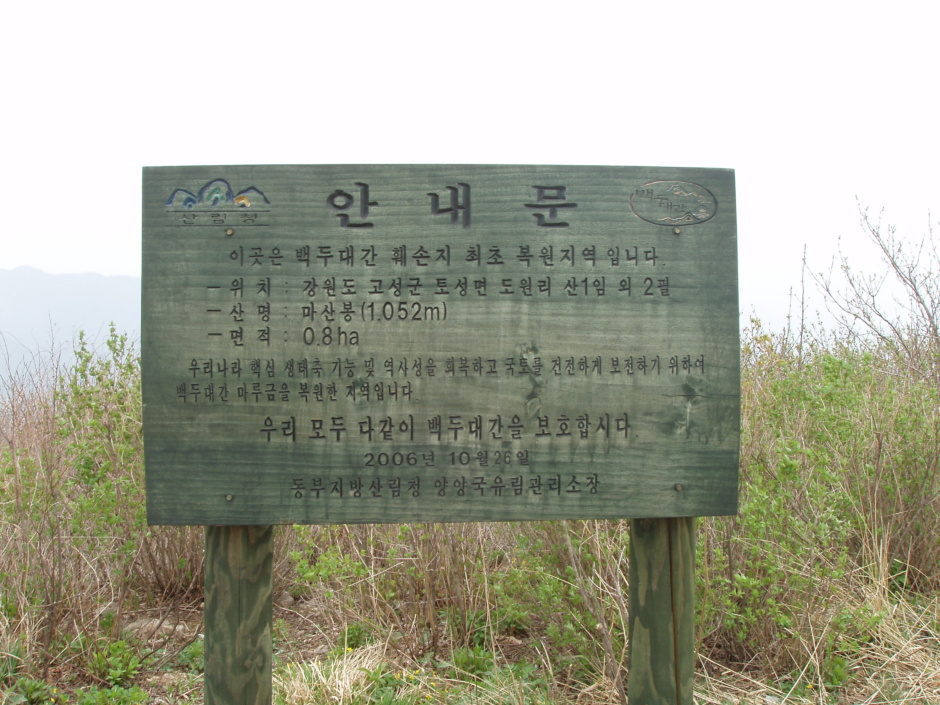 산림청
안내문
백두대간
이곳은 백두대간 훼손지 최초 복원지역입니다.
- 위 치 : 강원도 고성군 토성면 도원리 산1임 외 2필
- 산 명 : 마산봉(1.052m)
- 면 적 : 0.8ha
우리나라 핵심 생태축 기능 및 역사성을 회복하고 국토를 건전하게 보전하기 위하여
백두대간 마루금을 복원한 지역입니다.
우리 모두 다같이 백두대간을 보호합시다.
2006년 10월 26일
동부지방산림청 양양국유림관리소장